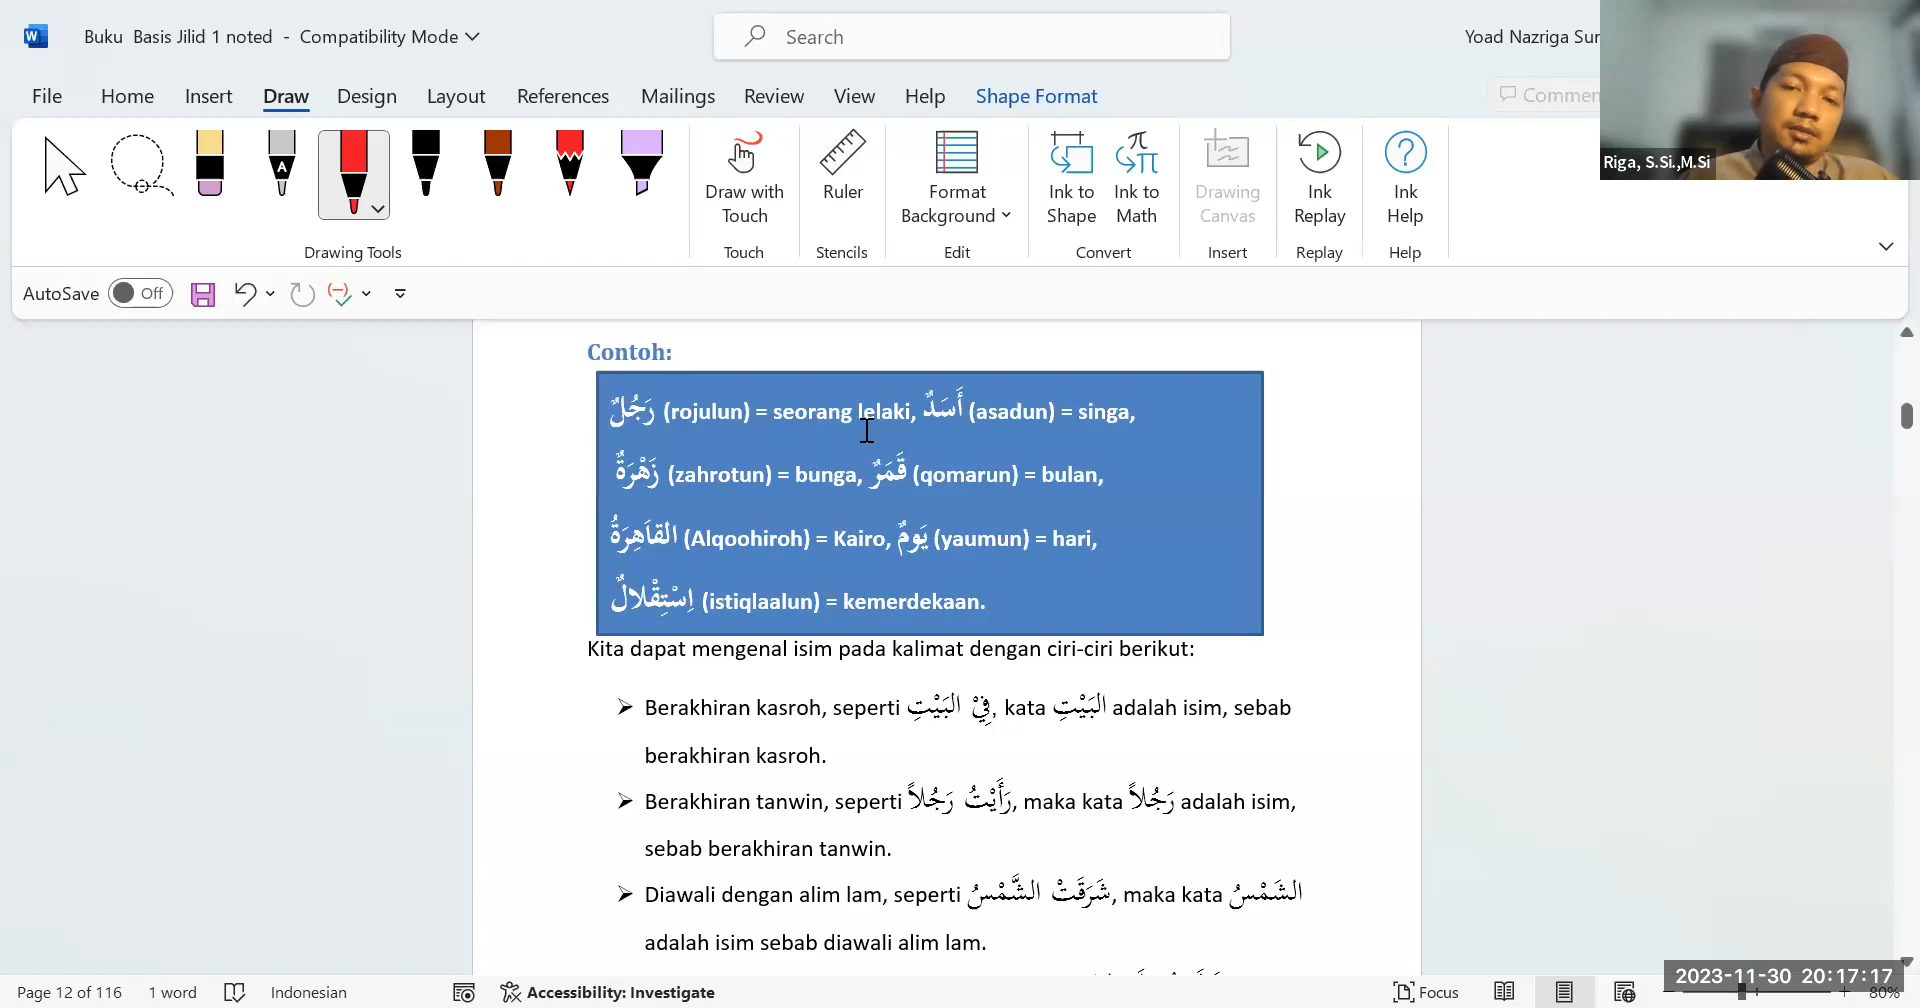 Buku Basis Jilid 1 noted - Compatibility Mode
Search
Yoad Nazriga Sur
File Home Insert Draw Design Layout References Mailings Review View Help Shape Format
Commen
Riga, S.Si.,M.Si
A
Draw with Touch
Ruler
Format Background
Ink to Shape
Ink to Math
Drawing Canvas
Ink Replay
Ink Help
Drawing Tools Touch Stencils Edit Convert Insert Replay Help
AutoSave Off
Contoh:
رَجُلٌ (rojulun) = seorang lelaki, أَسَدٌ (asadun) = singa,
زَهْرَةٌ (zahrotun) = bunga, قَمَرٌ (qomarun) = bulan,
القَاهِرَةُ (Alqoohiroh) = Kairo, يَومٌ (yaumun) = hari,
اِسْتِقْلالٌ (istiqlaalun) = kemerdekaan.
Kita dapat mengenal isim pada kalimat dengan ciri-ciri berikut:
➢ Berakhiran kasroh, seperti فِيْ البَيْتِ, kata البَيْتِ adalah isim, sebab
berakhiran kasroh.
➢ Berakhiran tanwin, seperti رَأَيْتُ رَجُلاً, maka kata رَجُلاً adalah isim,
sebab berakhiran tanwin.
➢ Diawali dengan alim lam, seperti شَرَقَتْ الشَّمْسُ, maka kata الشَمْسُ
adalah isim sebab diawali alim lam.
Page 12 of 116 1 word Indonesian Accessibility: Investigate Focus 80%
2023-11-30 20:17:17